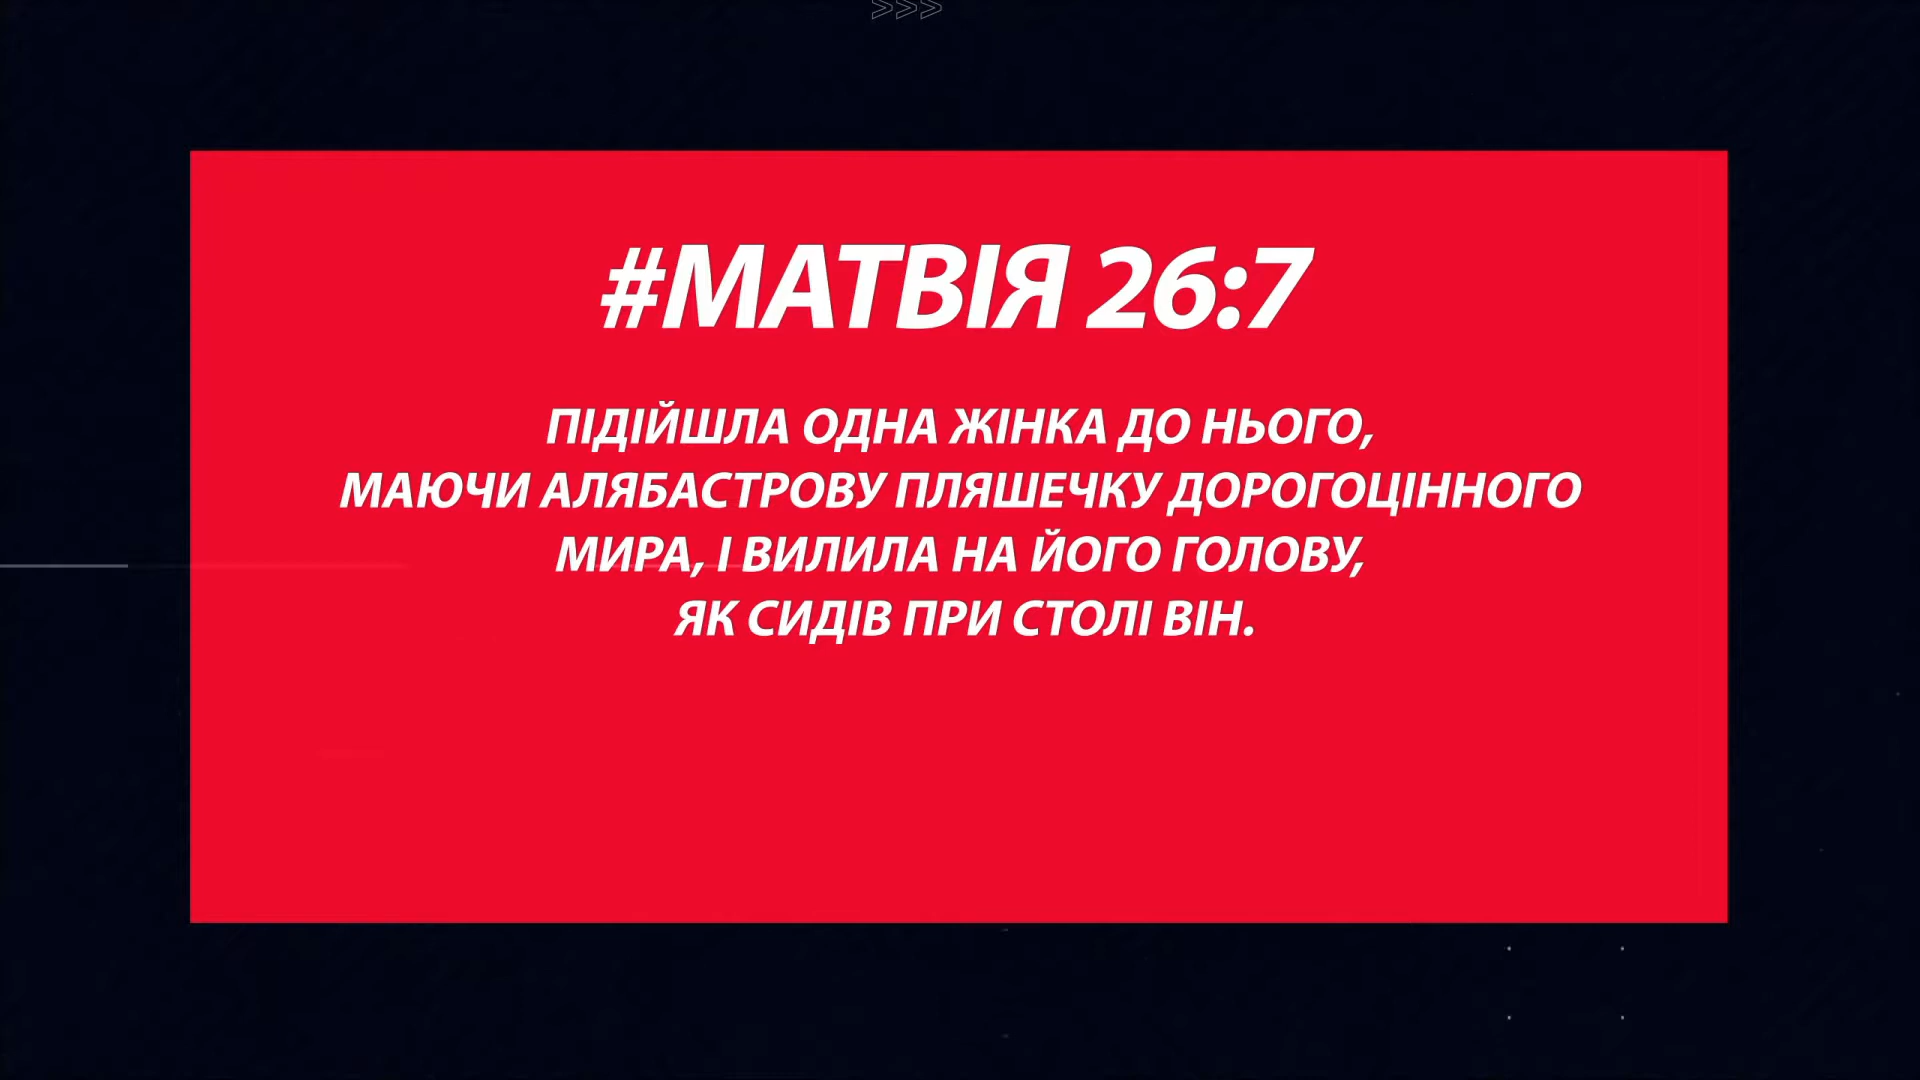 >>>
#МАТВІЯ 26:7
ПІДІЙШЛА ОДНА ЖІНКА ДО НЬОГО,
МАЮЧИ АЛЯБАСТРОВУ ПЛЯШЕЧКУ ДОРОГОЦІННОГО
МИРА, І ВИЛИЛА НА ЙОГО ГОЛОВУ,
ЯК СИДІВ ПРИ СТОЛІ ВІН.